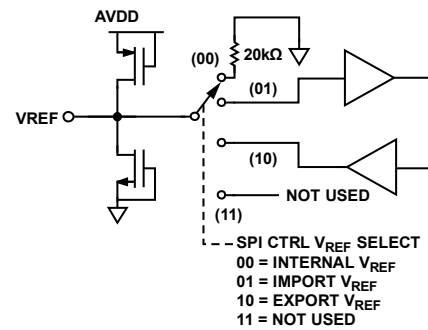 AVDD
(00)
20kΩ
(01)
VREF
(10)
NOT USED
(11)
SPI CTRL VREF SELECT
00 = INTERNAL VREF
01 = IMPORT VREF
10 = EXPORT VREF
11 = NOT USED